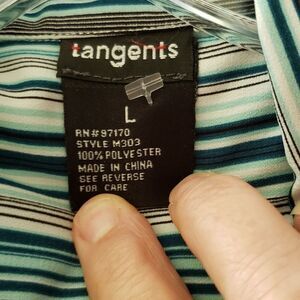 tangents
L
RN#97170
STYLE M303
100% POLYESTER
MADE IN CHINA
SEE REVERSE
FOR CARE